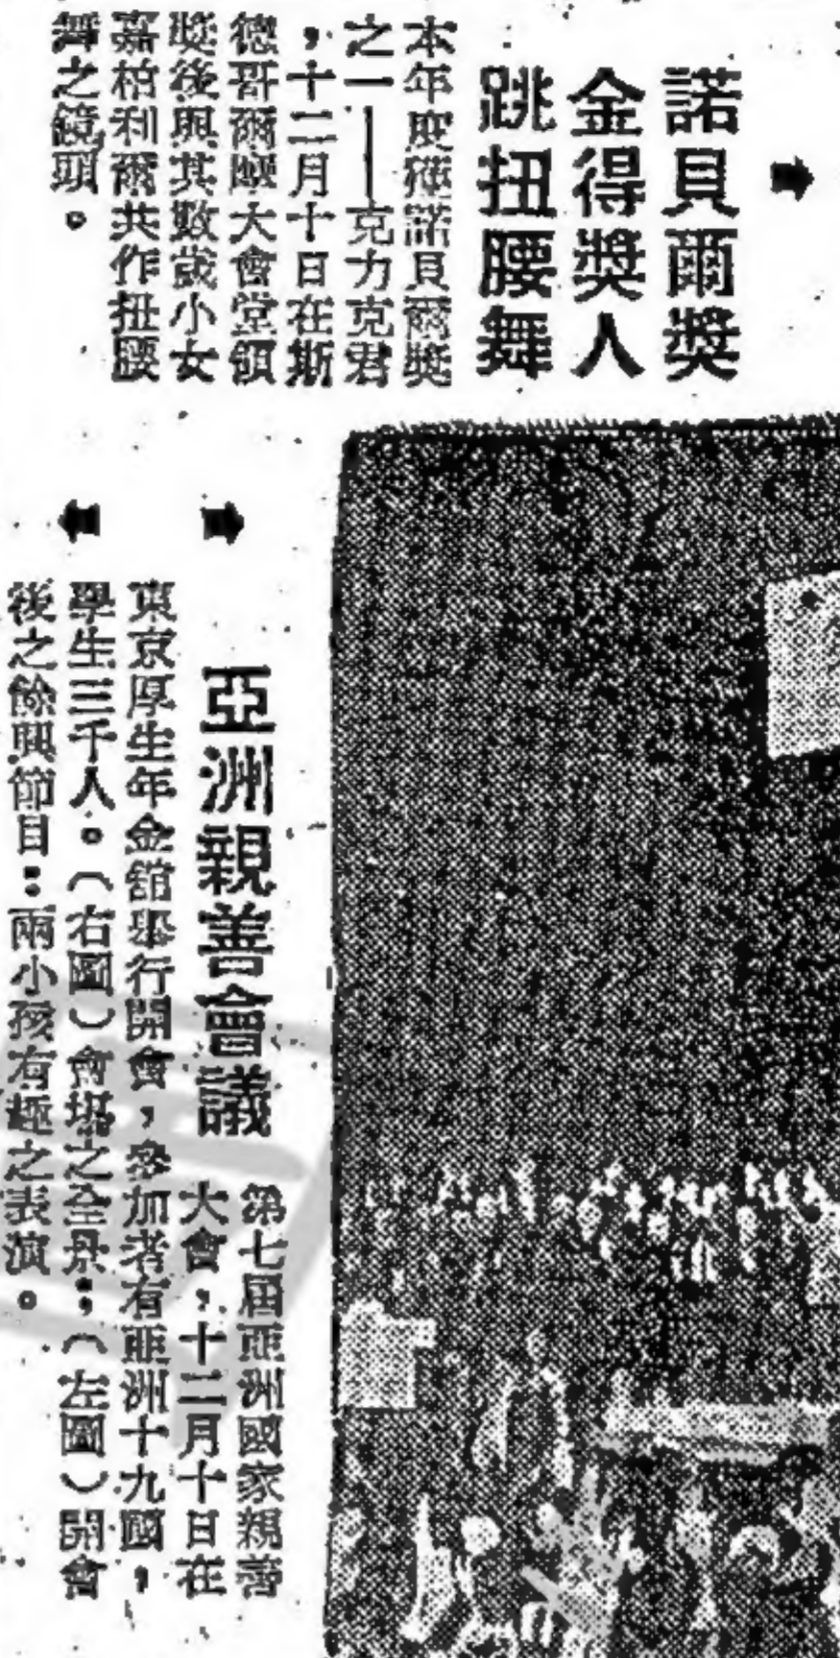 諾貝爾獎
金得獎人
跳扭腰舞
本年度獲諾貝爾獎
之一——克力克君
，十二月十日在斯
德哥爾摩大會堂領
獎後與其數歲小女
嘉柏利爾共作扭腰
舞之鏡頭。
亞洲親善會議
第七屆亞洲國家親善
大會，十二月十日在
東京厚生年金館舉行開會，參加者有亞洲十九國，
學生三千人。（右圖）會場之全景；（左圖）開會
後之餘興節目：兩小孩有趣之表演。